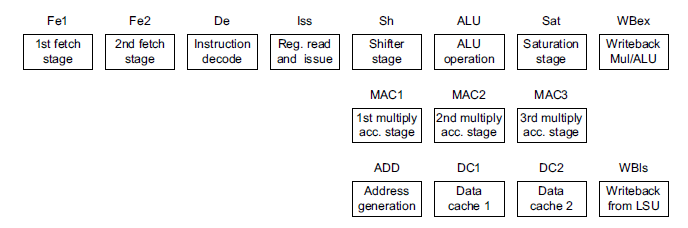 Fe1 Fe2 De Iss Sh ALU Sat WBex
1st fetch 2nd fetch Instruction Reg. read Shifter ALU Saturation Writeback
stage stage decode and issue stage operation stage Mul/ALU
MAC1 MAC2 MAC3
1st multiply 2nd multiply 3rd multiply
acc. stage acc. stage acc. stage
ADD DC1 DC2 WBls
Address Data Data Writeback
generation cache 1 cache 2 from LSU